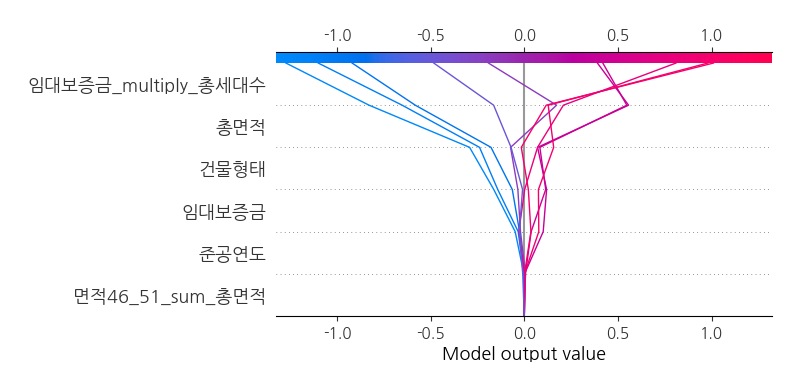 -1.0 -0.5 0.0 0.5 1.0
임대보증금_multiply_총세대수
총면적
건물형태
임대보증금
준공연도
면적46_51_sum_총면적
-1.0 -0.5 0.0 0.5 1.0
Model output value